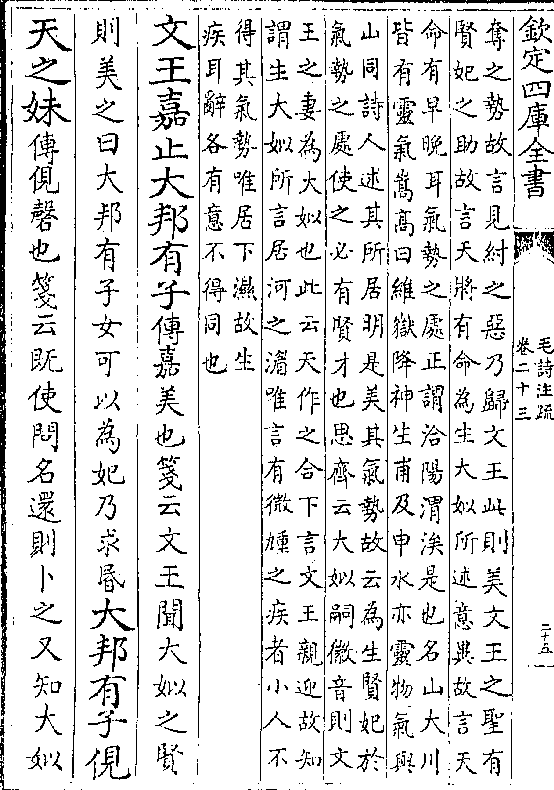 欽定四庫全書
毛詩注疏
卷二十三
二十五
奪之勢故言見紂之惡乃歸文王此則美文王之聖有
賢妃之助故言天將有命為生大姒所述意異故言天
命有早晚耳氣勢之處正謂洽陽渭涘是也名山大川
皆有靈氣嵩高曰維嶽降神生甫及申水亦靈物氣與
山同詩人述其所居明是美其氣勢故云為生賢妃於
氣勢之處使之必有賢才也思齊云大姒嗣徽音則文
王之妻為大姒也此云天作之合下言文王親迎故知
謂生大姒所言居河之湄唯言有微尰之疾者小人不
得其氣勢唯居下濕故生
疾耳辭各有意不得同也
文王嘉止大邦有子傳嘉美也箋云文王聞大姒之賢
則美之曰大邦有子女可以為妃乃求昬大邦有子俔
天之妹傳俔磬也箋云既使問名還則卜之又知大姒